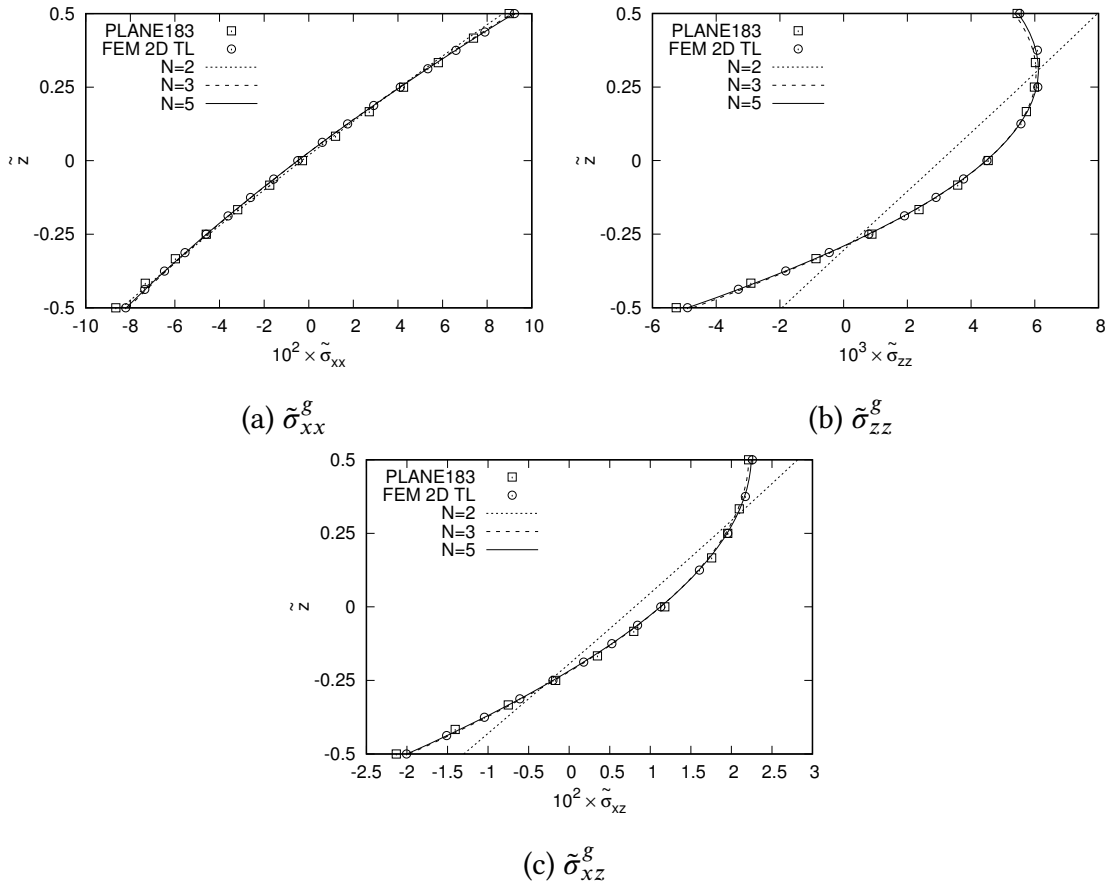 0.5
0.25
0
-0.25
-0.5
z̃
PLANE183
FEM 2D TL
N=2
N=3
N=5
-10 -8 -6 -4 -2 0 2 4 6 8 10
10² × σ̃xx
(a) σ̃ᵍxx
0.5
0.25
0
-0.25
-0.5
z̃
PLANE183
FEM 2D TL
N=2
N=3
N=5
-6 -4 -2 0 2 4 6 8
10³ × σ̃zz
(b) σ̃ᵍzz
0.5
0.25
0
-0.25
-0.5
z̃
PLANE183
FEM 2D TL
N=2
N=3
N=5
-2.5 -2 -1.5 -1 -0.5 0 0.5 1 1.5 2 2.5 3
10² × σ̃xz
(c) σ̃ᵍxz